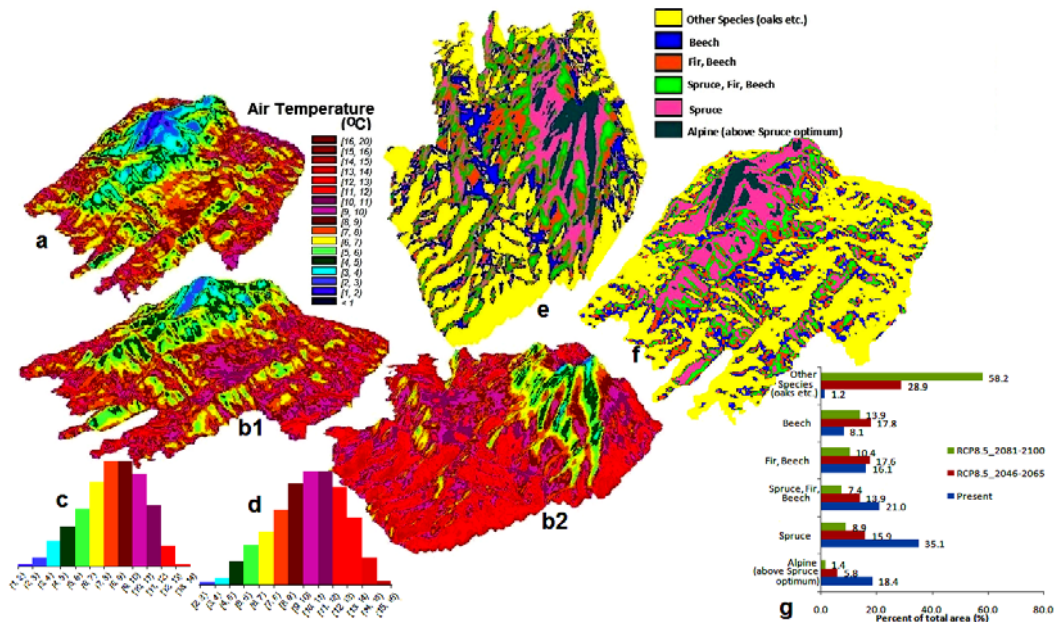 Other Species (oaks etc.)
Beech
Fir, Beech
Spruce, Fir, Beech
Spruce
Alpine (above Spruce optimum)
Air Temperature
(⁰C)
[16, 20)
[15, 16)
[14, 15)
[13, 14)
[12, 13)
[11, 12)
[10, 11)
[9, 10)
[8, 9)
[7, 8)
[6, 7)
[5, 6)
[4, 5)
[3, 4)
[2, 3)
[1, 2)
< 1
a
b1
b2
c
d
e
f
Other
Species
(oaks etc.)
58.2
28.9
1.2
Beech
13.9
17.8
8.1
Fir, Beech
10.4
17.6
16.1
Spruce, Fir,
Beech
7.4
13.9
21.0
Spruce
8.9
15.9
35.1
Alpine
(above Spruce
optimum)
1.4
5.8
18.4
RCP8.5_2081-2100
RCP8.5_2046-2065
Present
g
0.0 20.0 40.0 60.0 80.0
Percent of total area (%)